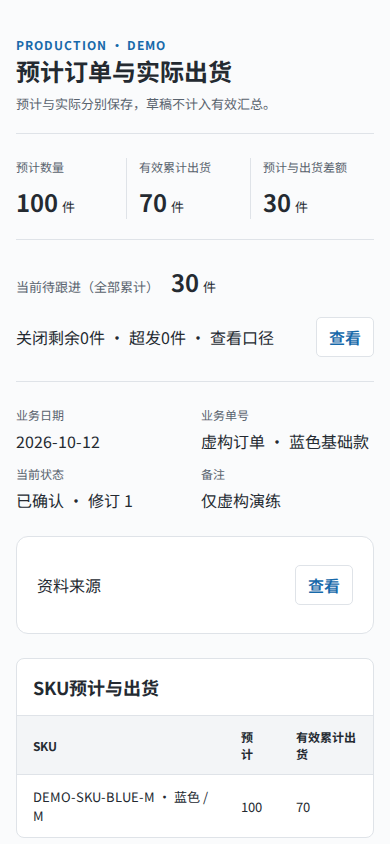 PRODUCTION · DEMO
预计订单与实际出货
预计与实际分别保存，草稿不计入有效汇总。
预计数量
有效累计出货
预计与出货差额
100 件
70 件
30 件
当前待跟进（全部累计） 30 件
关闭剩余0件 · 超发0件 · 查看口径
查看
业务日期
业务单号
2026-10-12
虚构订单 · 蓝色基础款
当前状态
备注
已确认 · 修订 1
仅虚构演练
资料来源
查看
SKU预计与出货
SKU
预
计
有效累计出
货
DEMO-SKU-BLUE-M · 蓝色 /
M
100
70